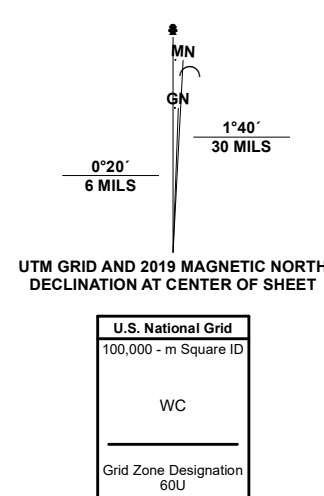 MN
GN
1°40´
30 MILS
0°20´
6 MILS
UTM GRID AND 2019 MAGNETIC NORTH
DECLINATION AT CENTER OF SHEET
U.S. National Grid
100,000 - m Square ID
WC
Grid Zone Designation
60U